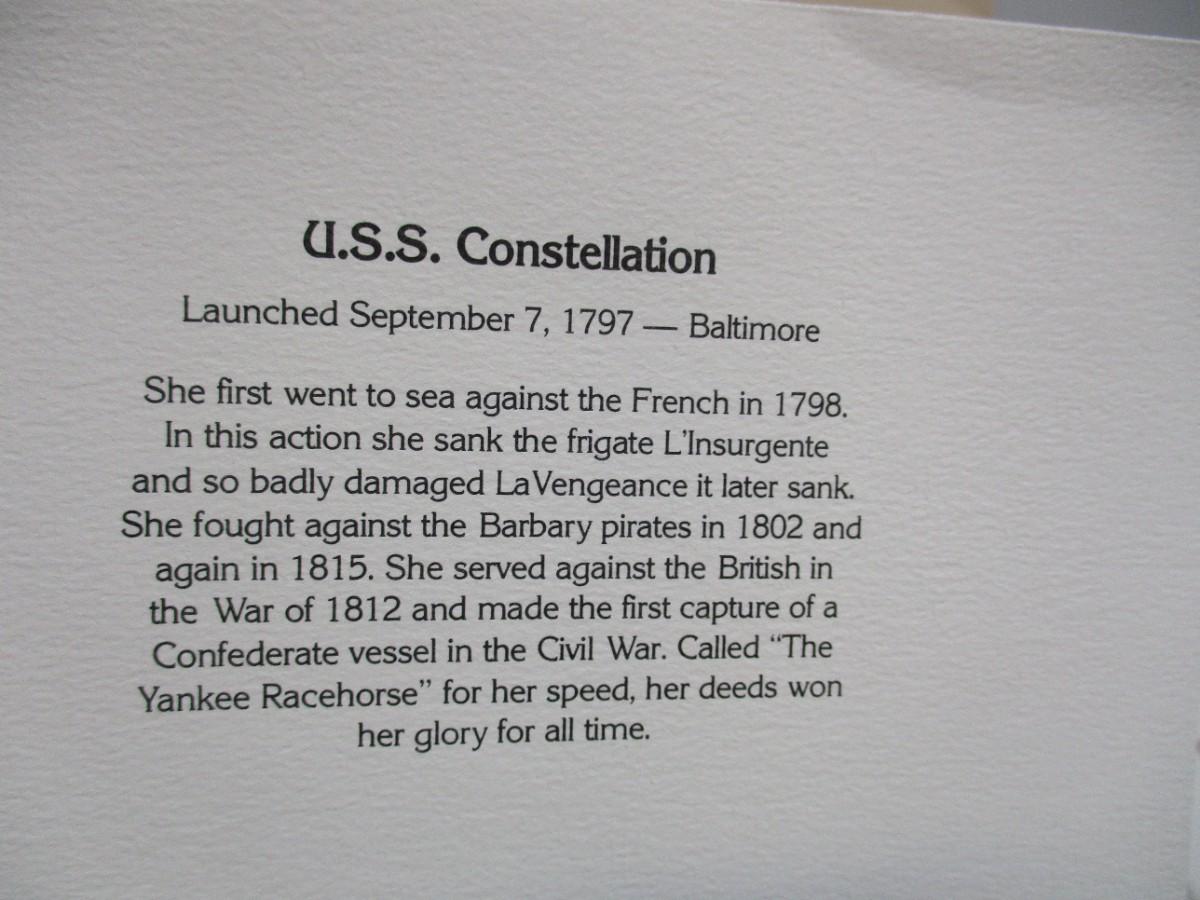 U.S.S. Constellation
Launched September 7, 1797 — Baltimore
She first went to sea against the French in 1798.
In this action she sank the frigate L'Insurgente
and so badly damaged La Vengeance it later sank.
She fought against the Barbary pirates in 1802 and
again in 1815. She served against the British in
the War of 1812 and made the first capture of a
Confederate vessel in the Civil War. Called “The
Yankee Racehorse” for her speed, her deeds won
her glory for all time.